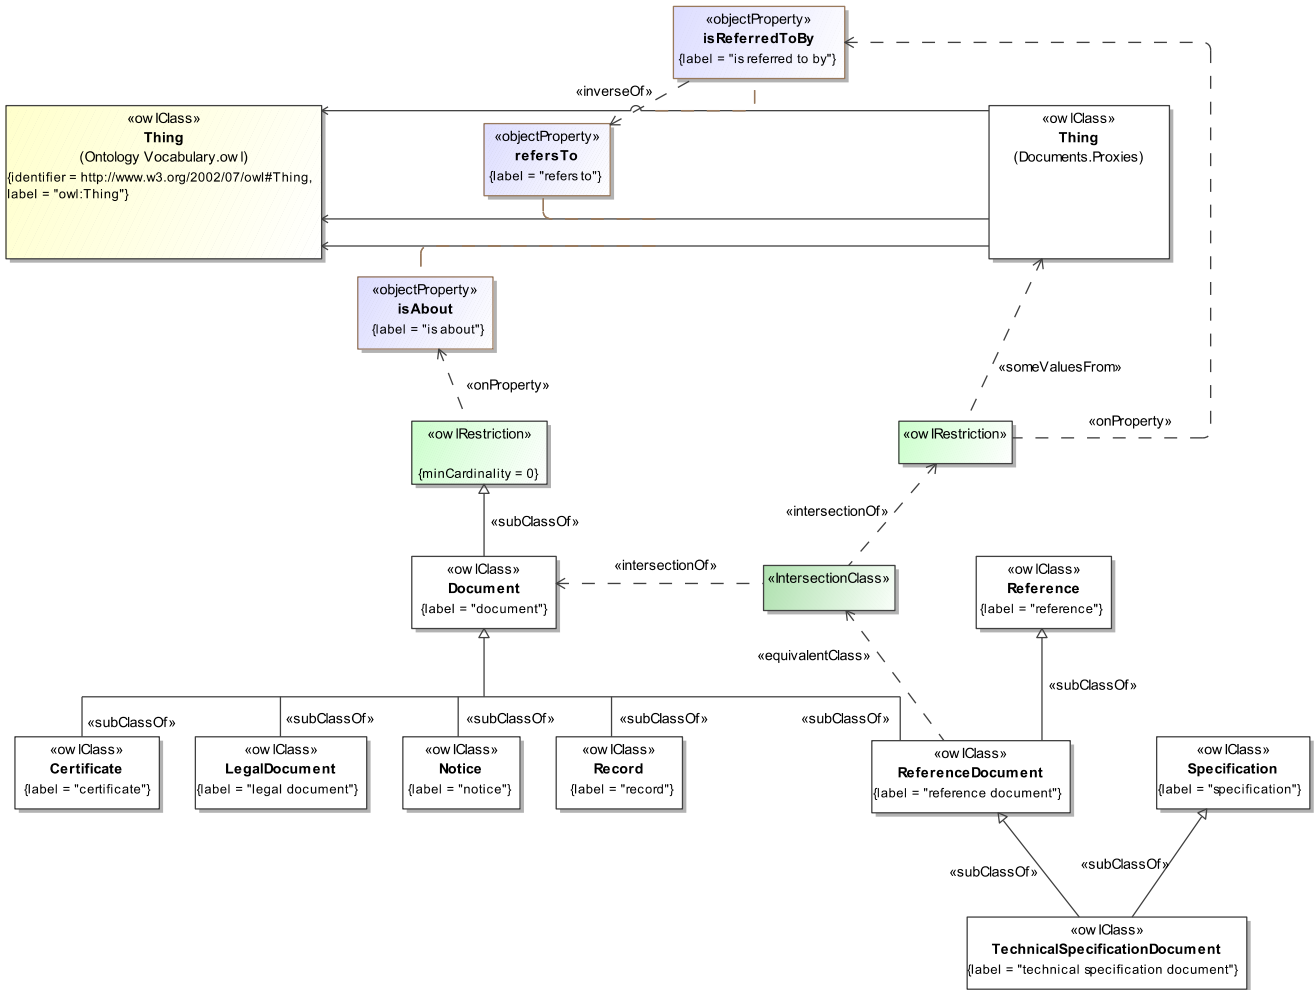 «objectProperty»
isReferredToBy
{label = "is referred to by"}
«inverseOf»
«owlClass»
Thing
(Ontology Vocabulary.owl)
{identifier = http://www.w3.org/2002/07/owl#Thing,
label = "owl:Thing"}
«objectProperty»
refersTo
{label = "refers to"}
«owlClass»
Thing
(Documents.Proxies)
«objectProperty»
isAbout
{label = "is about"}
«onProperty»
«someValuesFrom»
«owlRestriction»
{minCardinality = 0}
«owlRestriction»
«onProperty»
«subClassOf»
«intersectionOf»
«owlClass»
Document
{label = "document"}
«intersectionOf»
«IntersectionClass»
«owlClass»
Reference
{label = "reference"}
«equivalentClass»
«subClassOf»
«subClassOf»
«subClassOf»
«subClassOf»
«subClassOf»
«subClassOf»
«owlClass»
Certificate
{label = "certificate"}
«owlClass»
LegalDocument
{label = "legal document"}
«owlClass»
Notice
{label = "notice"}
«owlClass»
Record
{label = "record"}
«owlClass»
ReferenceDocument
{label = "reference document"}
«owlClass»
Specification
{label = "specification"}
«subClassOf»
«subClassOf»
«owlClass»
TechnicalSpecificationDocument
{label = "technical specification document"}